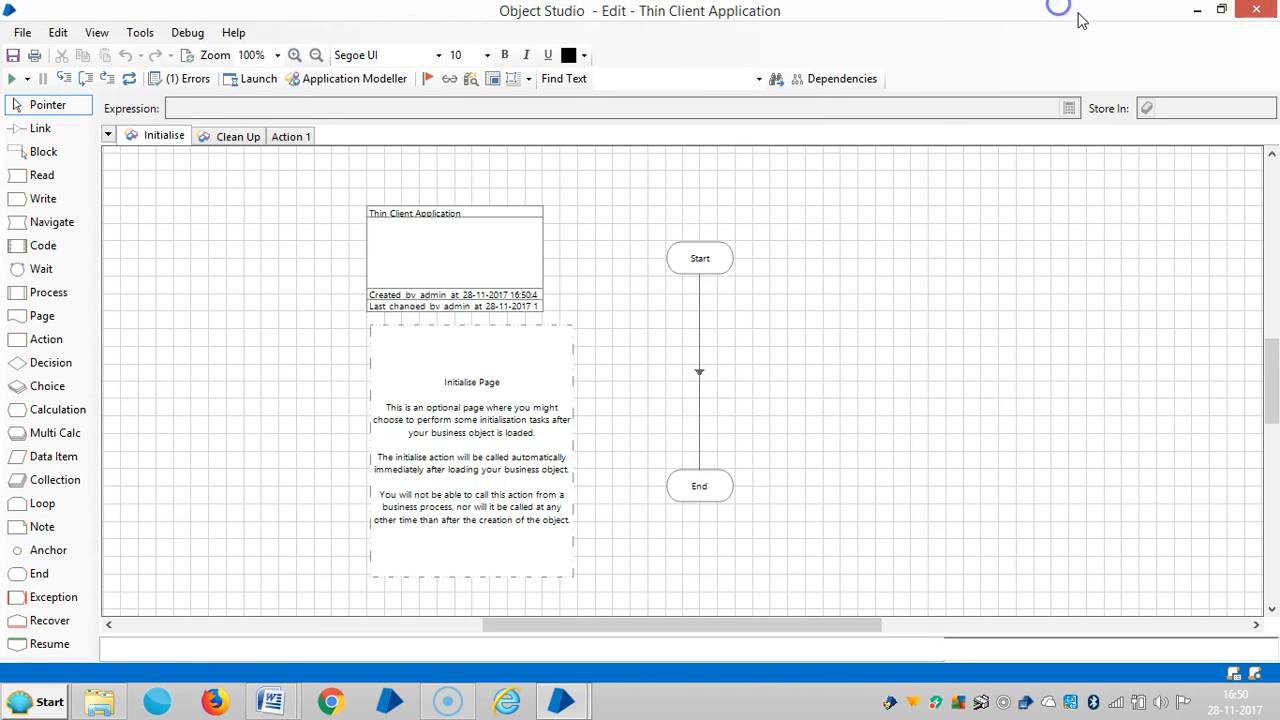 Object Studio - Edit - Thin Client Application
File Edit View Tools Debug Help
Zoom 100% Segoe UI 10 B I U
(1) Errors Launch Application Modeller Find Text Dependencies
Expression: Store In:
Pointer
Link
Block
Read
Write
Navigate
Code
Wait
Process
Page
Action
Decision
Choice
Calculation
Multi Calc
Data Item
Collection
Loop
Note
Anchor
End
Exception
Recover
Resume
Initialise Clean Up Action 1
Thin Client Application
Created by admin at 28-11-2017 16:50:4
Last changed by admin at 28-11-2017 1
Initialise Page
This is an optional page where you might
choose to perform some initialisation tasks after
your business object is loaded.
The initialise action will be called automatically
immediately after loading your business object.
You will not be able to call this action from a
business process, nor will it be called at any
other time than after the creation of the object.
Start
End
Start
16:50
28-11-2017